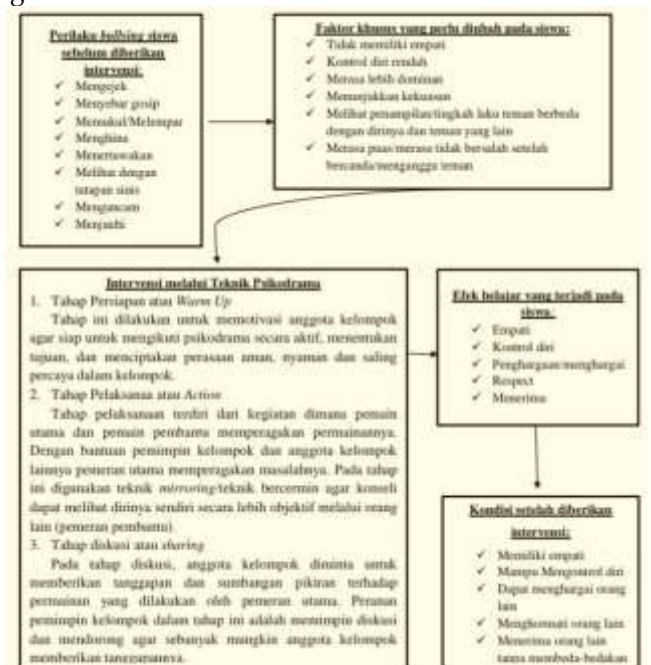 Perilaku bullying siswa
sebelum diberikan
intervensi:
✓ Mengejek
✓ Menyebar gosip
✓ Memukul/Melempar
✓ Menghina
✓ Menertawakan
✓ Melihat dengan
tatapan sinis
✓ Mengancam
✓ Menjauhi
Faktor khusus yang perlu diubah pada siswa:
✓ Tidak memiliki empati
✓ Kontrol diri rendah
✓ Merasa lebih dominan
✓ Menunjukkan kekuasaan
✓ Melihat penampilan/tingkah laku teman berbeda
dengan dirinya dan teman yang lain
✓ Merasa puas/merasa tidak bersalah setelah
bercanda/menganggu teman
Intervensi melalui Teknik Psikodrama
1. Tahap Persiapan atau Warm Up
Tahap ini dilakukan untuk memotivasi anggota kelompok
agar siap untuk mengikuti psikodrama secara aktif, menentukan
tujuan, dan menciptakan perasaan aman, nyaman dan saling
percaya dalam kelompok.
2. Tahap Pelaksanaa atau Action
Tahap pelaksanaan terdiri dari kegiatan dimana pemain
utama dan pemain pembantu memperagakan permainannya.
Dengan bantuan pemimpin kelompok dan anggota kelompok
lainnya pemeran utama memperagakan masalahnya. Pada tahap
ini digunakan teknik mirroring/teknik bercermin agar konseli
dapat melihat dirinya sendiri secara lebih objektif melalui orang
lain (pemeran pembantu).
3. Tahap diskusi atau sharing
Pada tahap diskusi, anggota kelompok diminta untuk
memberikan tanggapan dan sumbangan pikiran terhadap
permainan yang dilakukan oleh pemeran utama. Peranan
pemimpin kelompok dalam tahap ini adalah memimpin diskusi
dan mendorong agar sebanyak mungkin anggota kelompok
memberikan tanggapannya.
Efek belajar yang terjadi pada
siswa:
✓ Empati
✓ Kontrol diri
✓ Penghargaan/menghargai
✓ Respect
✓ Menerima
Kondisi setelah diberikan
intervensi:
✓ Memiliki empati
✓ Mampu Mengontrol diri
✓ Dapat menghargai orang
lain
✓ Menghormati orang lain
✓ Menerima orang lain
tanpa membeda-bedakan